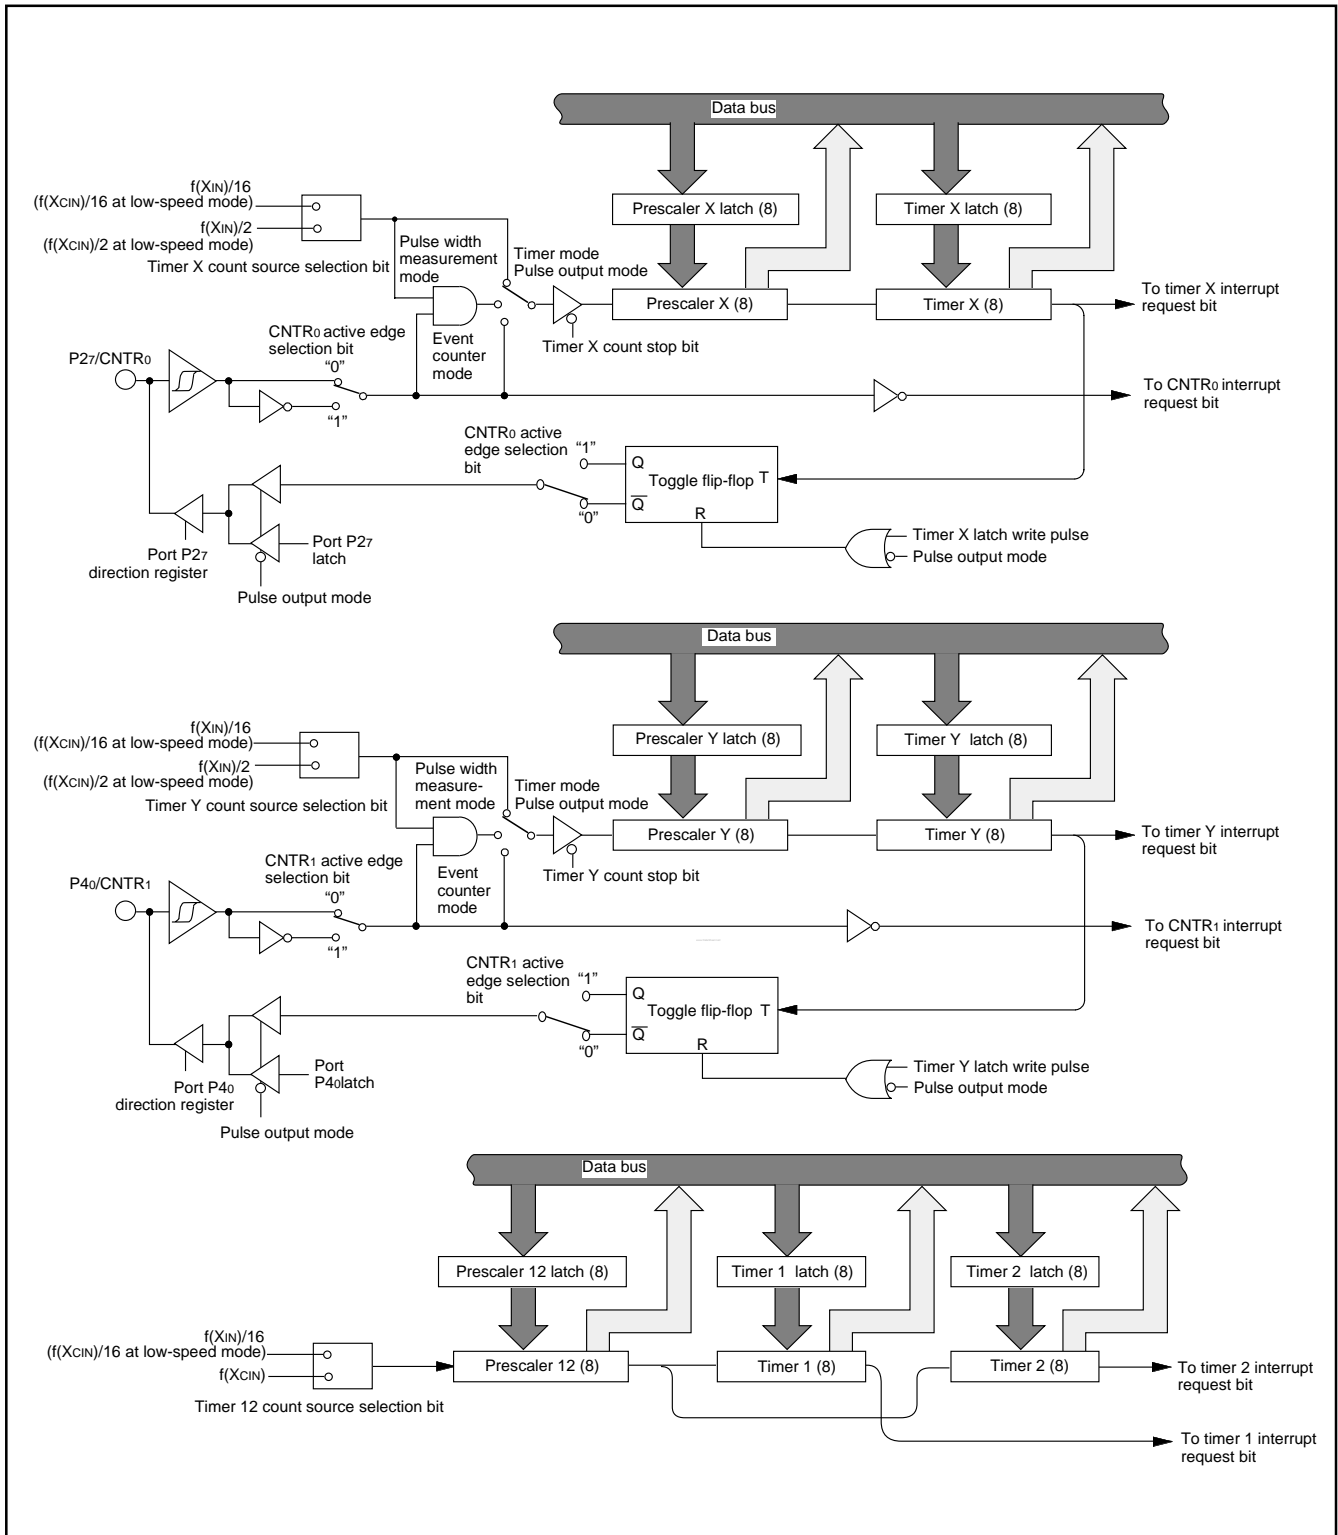 Data bus
f(XIN)/16
(f(XCIN)/16 at low-speed mode)
f(XIN)/2
(f(XCIN)/2 at low-speed mode)
Timer X count source selection bit
Prescaler X latch (8)
Timer X latch (8)
Pulse width
measurement
mode
Timer mode
Pulse output mode
Prescaler X (8)
Timer X (8)
To timer X interrupt
request bit
Timer X count stop bit
Event
counter
mode
CNTR0 active edge
selection bit
P27/CNTR0
“0”
“1”
To CNTR0 interrupt
request bit
CNTR0 active
edge selection
bit
“1”
“0”
Q
Toggle flip-flop
T
Q
R
Timer X latch write pulse
Pulse output mode
Port P27
latch
Port P27
direction register
Pulse output mode
Data bus
f(XIN)/16
(f(XCIN)/16 at low-speed mode)
f(XIN)/2
(f(XCIN)/2 at low-speed mode)
Timer Y count source selection bit
Prescaler Y latch (8)
Timer Y latch (8)
Pulse width
measure-
ment mode
Timer mode
Pulse output mode
Prescaler Y (8)
Timer Y (8)
To timer Y interrupt
request bit
Timer Y count stop bit
Event
counter
mode
CNTR1 active edge
selection bit
P40/CNTR1
“0”
“1”
To CNTR1 interrupt
request bit
CNTR1 active
edge selection
bit
“1”
“0”
Q
Toggle flip-flop
T
Q
R
Timer Y latch write pulse
Pulse output mode
Port
P40latch
Port P40
direction register
Pulse output mode
Data bus
Prescaler 12 latch (8)
Timer 1 latch (8)
Timer 2 latch (8)
f(XIN)/16
(f(XCIN)/16 at low-speed mode)
f(XCIN)
Timer 12 count source selection bit
Prescaler 12 (8)
Timer 1 (8)
Timer 2 (8)
To timer 2 interrupt
request bit
To timer 1 interrupt
request bit